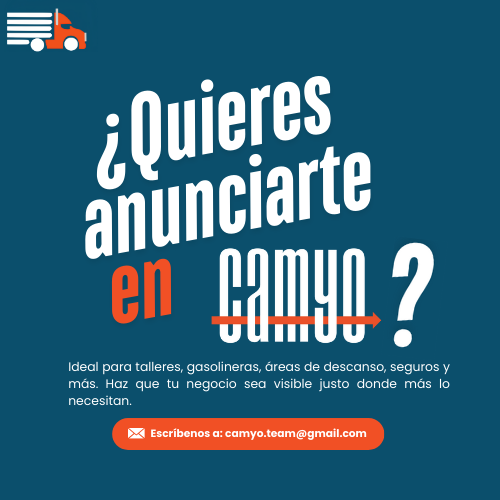 ¿Quieres
anunciarte
en camyo?
Ideal para talleres, gasolineras, áreas de descanso, seguros y
más. Haz que tu negocio sea visible justo donde más lo
necesitan.
Escríbenos a: camyo.team@gmail.com